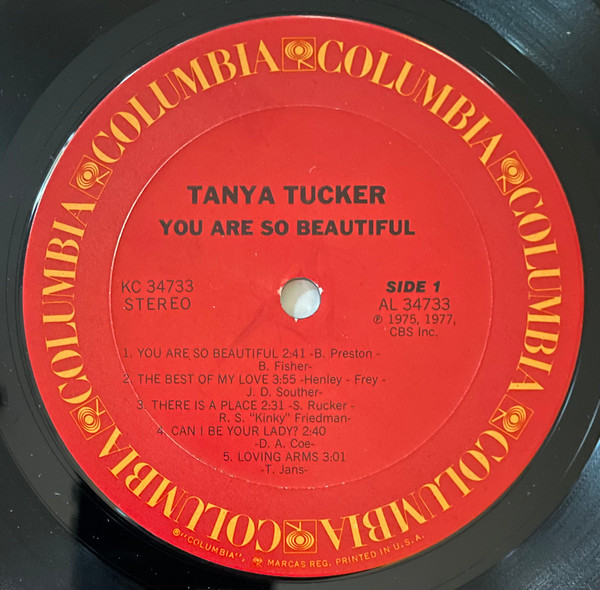 COLUMBIA COLUMBIA COLUMBIA COLUMBIA COLUMBIA COLUMBIA
TANYA TUCKER
YOU ARE SO BEAUTIFUL
KC 34733
STEREO
SIDE 1
AL 34733
℗ 1975, 1977,
CBS Inc.
1. YOU ARE SO BEAUTIFUL 2:41 -B. Preston -
B. Fisher-
2. THE BEST OF MY LOVE 3:55 -Henley - Frey -
J. D. Souther-
3. THERE IS A PLACE 2:31 -S. Rucker -
R. S. "Kinky" Friedman-
4. CAN I BE YOUR LADY? 2:40
-D. A. Coe-
5. LOVING ARMS 3:01
-T. Jans-
®"COLUMBIA", MARCAS REG. PRINTED IN U.S.A.